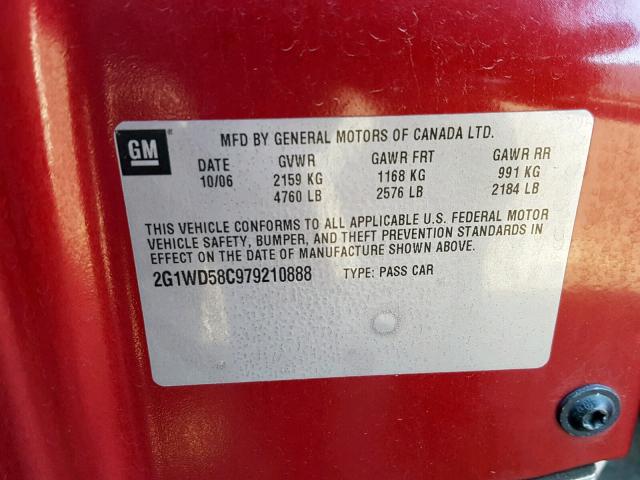 GM
MFD BY GENERAL MOTORS OF CANADA LTD.
DATE GVWR GAWR FRT GAWR RR
10/06 2159 KG 1168 KG 991 KG
4760 LB 2576 LB 2184 LB
THIS VEHICLE CONFORMS TO ALL APPLICABLE U.S. FEDERAL MOTOR
VEHICLE SAFETY, BUMPER, AND THEFT PREVENTION STANDARDS IN
EFFECT ON THE DATE OF MANUFACTURE SHOWN ABOVE.
2G1WD58C979210888 TYPE: PASS CAR